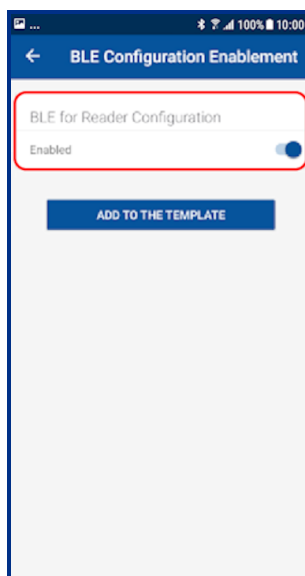 ... 100% 10:00
BLE Configuration Enablement
BLE for Reader Configuration
Enabled
ADD TO THE TEMPLATE